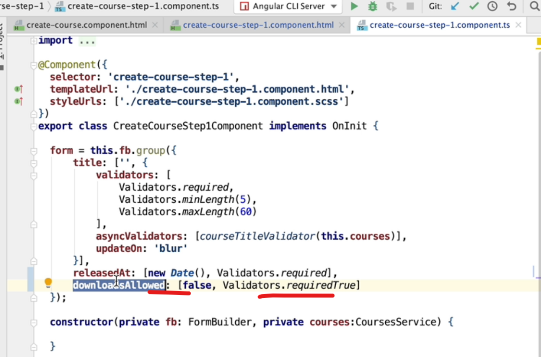 se-step-1 create-course-step-1.component.ts Angular CLI Server Git:
create-course.component.html create-course-step-1.component.html create-course-step-1.component.ts
import ...
@Component({
selector: 'create-course-step-1',
templateUrl: './create-course-step-1.component.html',
styleUrls: ['./create-course-step-1.component.scss']
})
export class CreateCourseStep1Component implements OnInit {
form = this.fb.group({
title: ['', {
validators: [
Validators.required,
Validators.minLength(5),
Validators.maxLength(60)
],
asyncValidators: [courseTitleValidator(this.courses)],
updateOn: 'blur'
}],
releasedAt: [new Date(), Validators.required],
downloadsAllowed: [false, Validators.requiredTrue]
});
constructor(private fb: FormBuilder, private courses:CoursesService) {
}